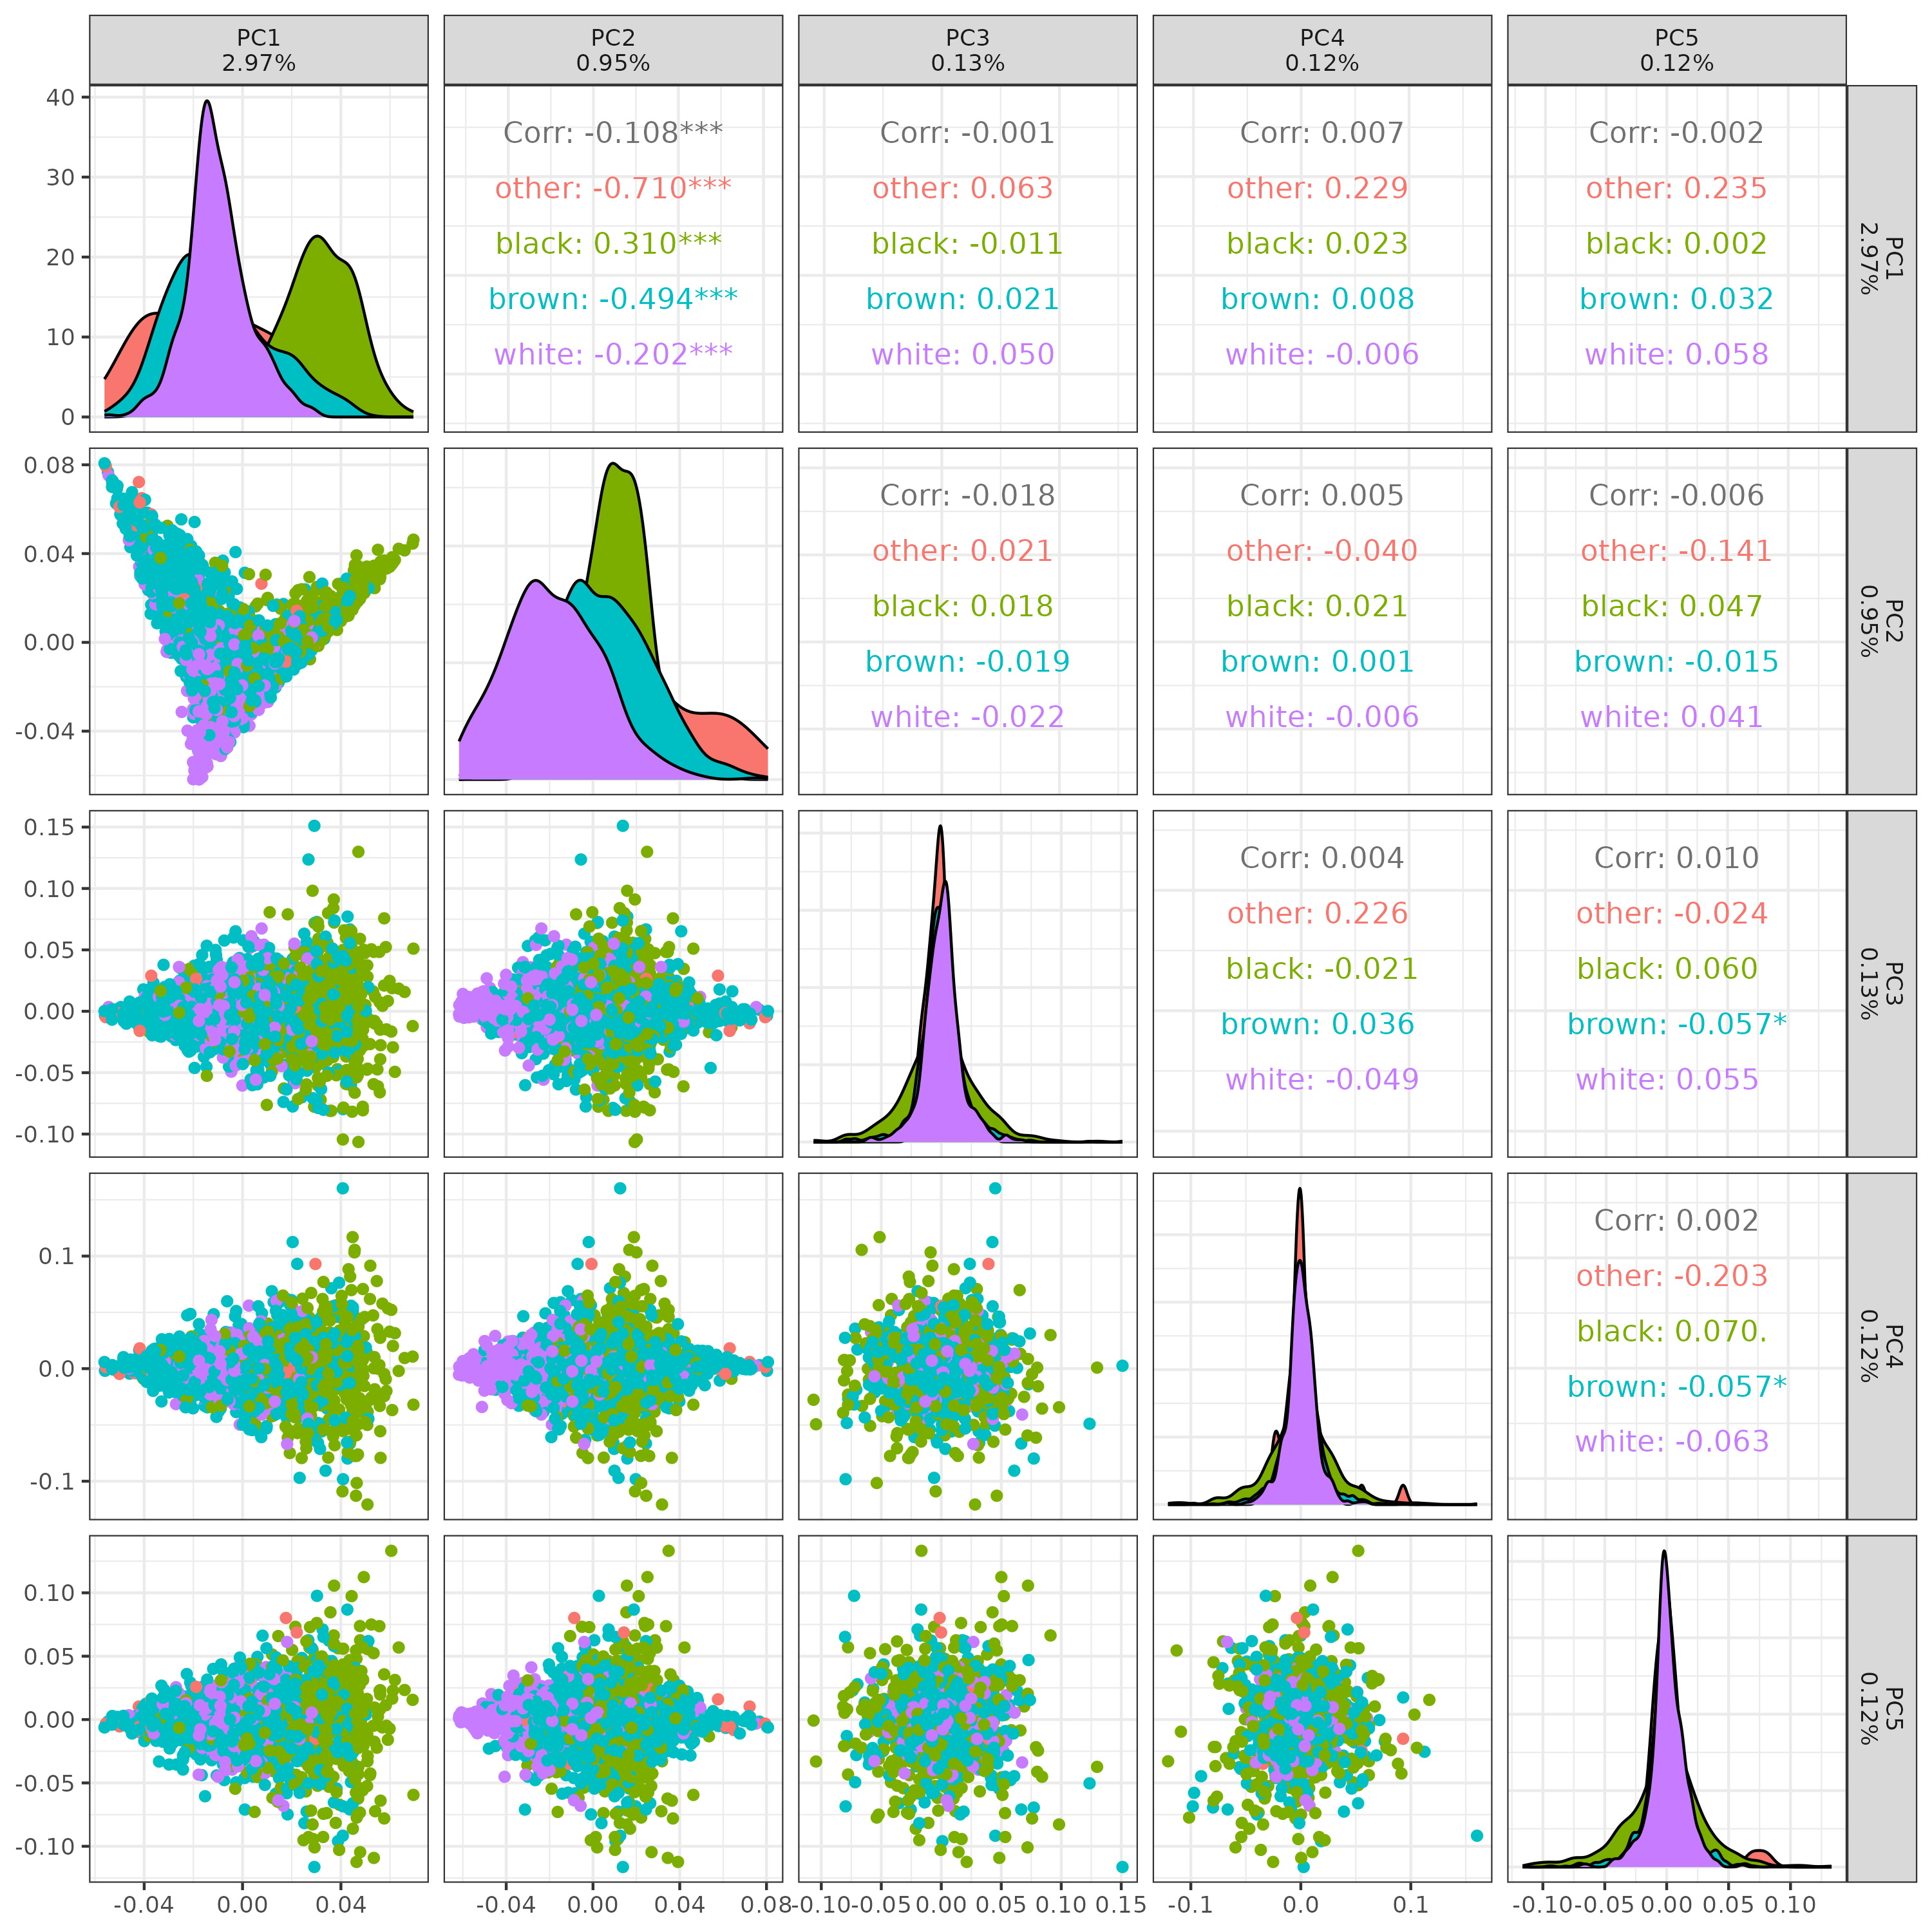 PC1
2.97%
PC2
0.95%
PC3
0.13%
PC4
0.12%
PC5
0.12%
40
30
20
10
0
Corr: -0.108***
other: -0.710***
black: 0.310***
brown: -0.494***
white: -0.202***
Corr: -0.001
other: 0.063
black: -0.011
brown: 0.021
white: 0.050
Corr: 0.007
other: 0.229
black: 0.023
brown: 0.008
white: -0.006
Corr: -0.002
other: 0.235
black: 0.002
brown: 0.032
white: 0.058
PC1
2.97%
0.08
0.04
0.00
-0.04
Corr: -0.018
other: 0.021
black: 0.018
brown: -0.019
white: -0.022
Corr: 0.005
other: -0.040
black: 0.021
brown: 0.001
white: -0.006
Corr: -0.006
other: -0.141
black: 0.047
brown: -0.015
white: 0.041
PC2
0.95%
0.15
0.10
0.05
0.00
-0.05
-0.10
Corr: 0.004
other: 0.226
black: -0.021
brown: 0.036
white: -0.049
Corr: 0.010
other: -0.024
black: 0.060
brown: -0.057*
white: 0.055
PC3
0.13%
0.1
0.0
-0.1
Corr: 0.002
other: -0.203
black: 0.070.
brown: -0.057*
white: -0.063
PC4
0.12%
0.10
0.05
0.00
-0.05
-0.10
PC5
0.12%
-0.04 0.00 0.04
-0.04 0.00 0.04 0.08
-0.10 -0.05 0.00 0.05 0.10 0.15
-0.1 0.0 0.1
-0.10 -0.05 0.00 0.05 0.10